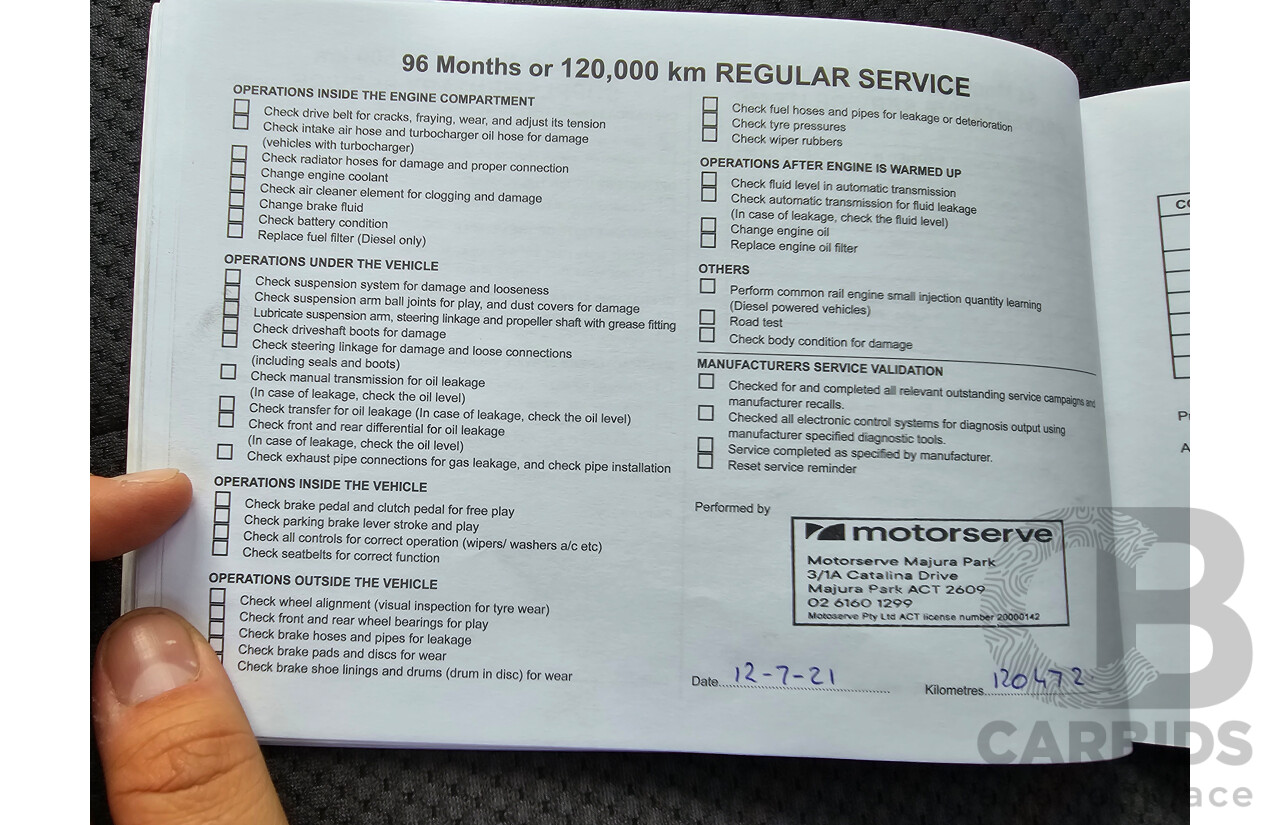 96 Months or 120,000 km REGULAR SERVICE
OPERATIONS INSIDE THE ENGINE COMPARTMENT
Check drive belt for cracks, fraying, wear, and adjust its tension
Check intake air hose and turbocharger oil hose for damage
(vehicles with turbocharger)
Check radiator hoses for damage and proper connection
Change engine coolant
Check air cleaner element for clogging and damage
Change brake fluid
Check battery condition
Replace fuel filter (Diesel only)
OPERATIONS UNDER THE VEHICLE
Check suspension system for damage and looseness
Check suspension arm ball joints for play, and dust covers for damage
Lubricate suspension arm, steering linkage and propeller shaft with grease fitting
Check driveshaft boots for damage
Check steering linkage for damage and loose connections
(including seals and boots)
Check manual transmission for oil leakage
(In case of leakage, check the oil level)
Check transfer for oil leakage (In case of leakage, check the oil level)
Check front and rear differential for oil leakage
(In case of leakage, check the oil level)
Check exhaust pipe connections for gas leakage, and check pipe installation
OPERATIONS INSIDE THE VEHICLE
Check brake pedal and clutch pedal for free play
Check parking brake lever stroke and play
Check all controls for correct operation (wipers/ washers a/c etc)
Check seatbelts for correct function
OPERATIONS OUTSIDE THE VEHICLE
Check wheel alignment (visual inspection for tyre wear)
Check front and rear wheel bearings for play
Check brake hoses and pipes for leakage
Check brake pads and discs for wear
Check brake shoe linings and drums (drum in disc) for wear
Check fuel hoses and pipes for leakage or deterioration
Check tyre pressures
Check wiper rubbers
OPERATIONS AFTER ENGINE IS WARMED UP
Check fluid level in automatic transmission
Check automatic transmission for fluid leakage
(In case of leakage, check the fluid level)
Change engine oil
Replace engine oil filter
OTHERS
Perform common rail engine small injection quantity learning
(Diesel powered vehicles)
Road test
Check body condition for damage
MANUFACTURERS SERVICE VALIDATION
Checked for and completed all relevant outstanding service campaigns and
manufacturer recalls.
Checked all electronic control systems for diagnosis output using
manufacturer specified diagnostic tools.
Service completed as specified by manufacturer.
Reset service reminder
Performed by
motorserve
Motorserve Majura Park
3/1A Catalina Drive
Majura Park ACT 2609
02 6160 1299
Motoserve Pty Ltd ACT license number 20000142
Date 12-7-21
Kilometres 120472
CB
CARBIDS